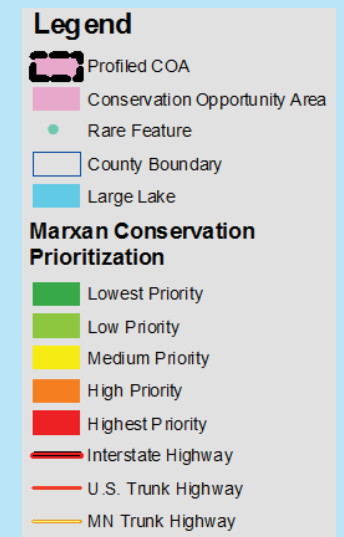 Legend
Profiled COA
Conservation Opportunity Area
Rare Feature
County Boundary
Large Lake
Marxan Conservation
Prioritization
Lowest Priority
Low Priority
Medium Priority
High Priority
Highest Priority
Interstate Highway
U.S. Trunk Highway
MN Trunk Highway